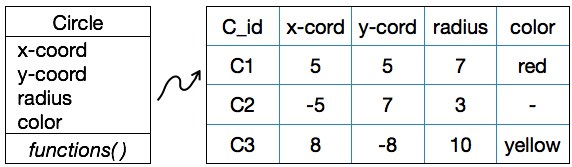 Circle
x-coord
y-coord
radius
color
functions()
C_id x-cord y-cord radius color
C1 5 5 7 red
C2 -5 7 3 -
C3 8 -8 10 yellow